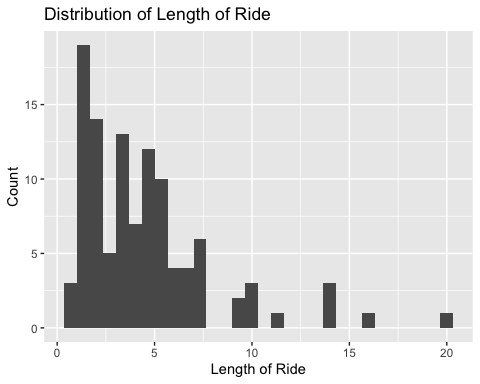 Distribution of Length of Ride
15
10
5
0
Count
0 5 10 15 20
Length of Ride